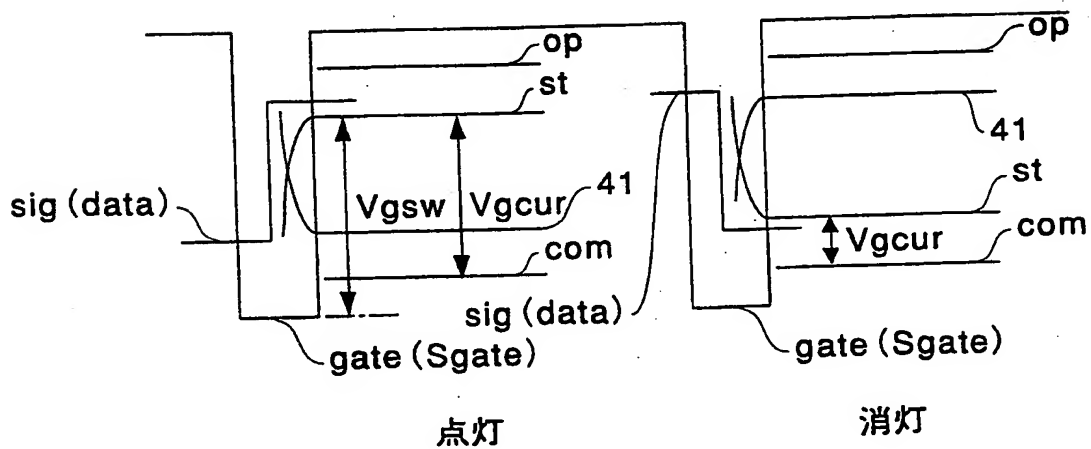 op
st
41
sig (data)
Vgsw
Vgcur
com
gate (Sgate)
点灯
op
41
st
com
Vgcur
sig (data)
gate (Sgate)
消灯